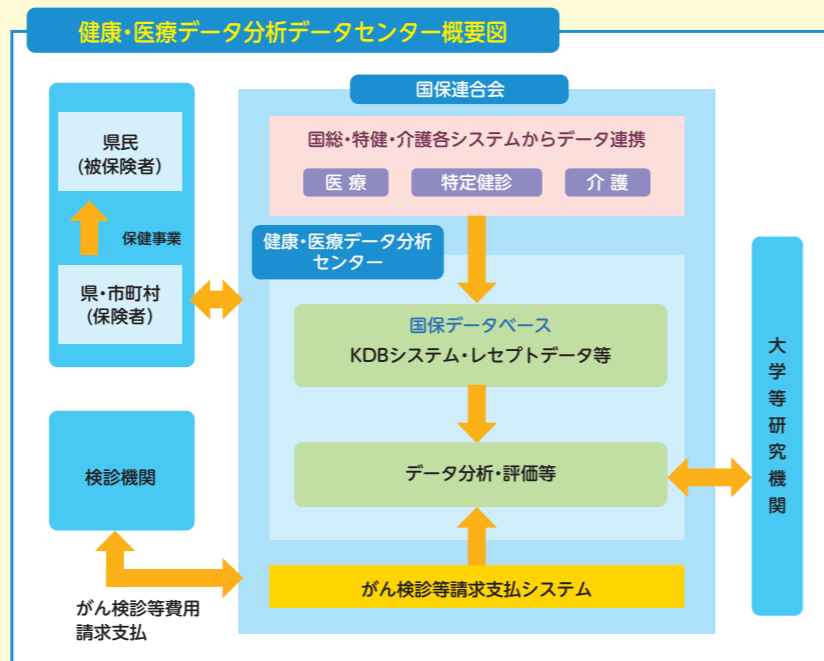 健康・医療データ分析データセンター概要図
国保連合会
県民
(被保険者)
保健事業
県・市町村
(保険者)
国総・特健・介護各システムからデータ連携
医 療
特定健診
介 護
健康・医療データ分析
センター
国保データベース
KDBシステム・レセプトデータ等
データ分析・評価等
がん検診等請求支払システム
検診機関
がん検診等費用
請求支払
大学等研究機関